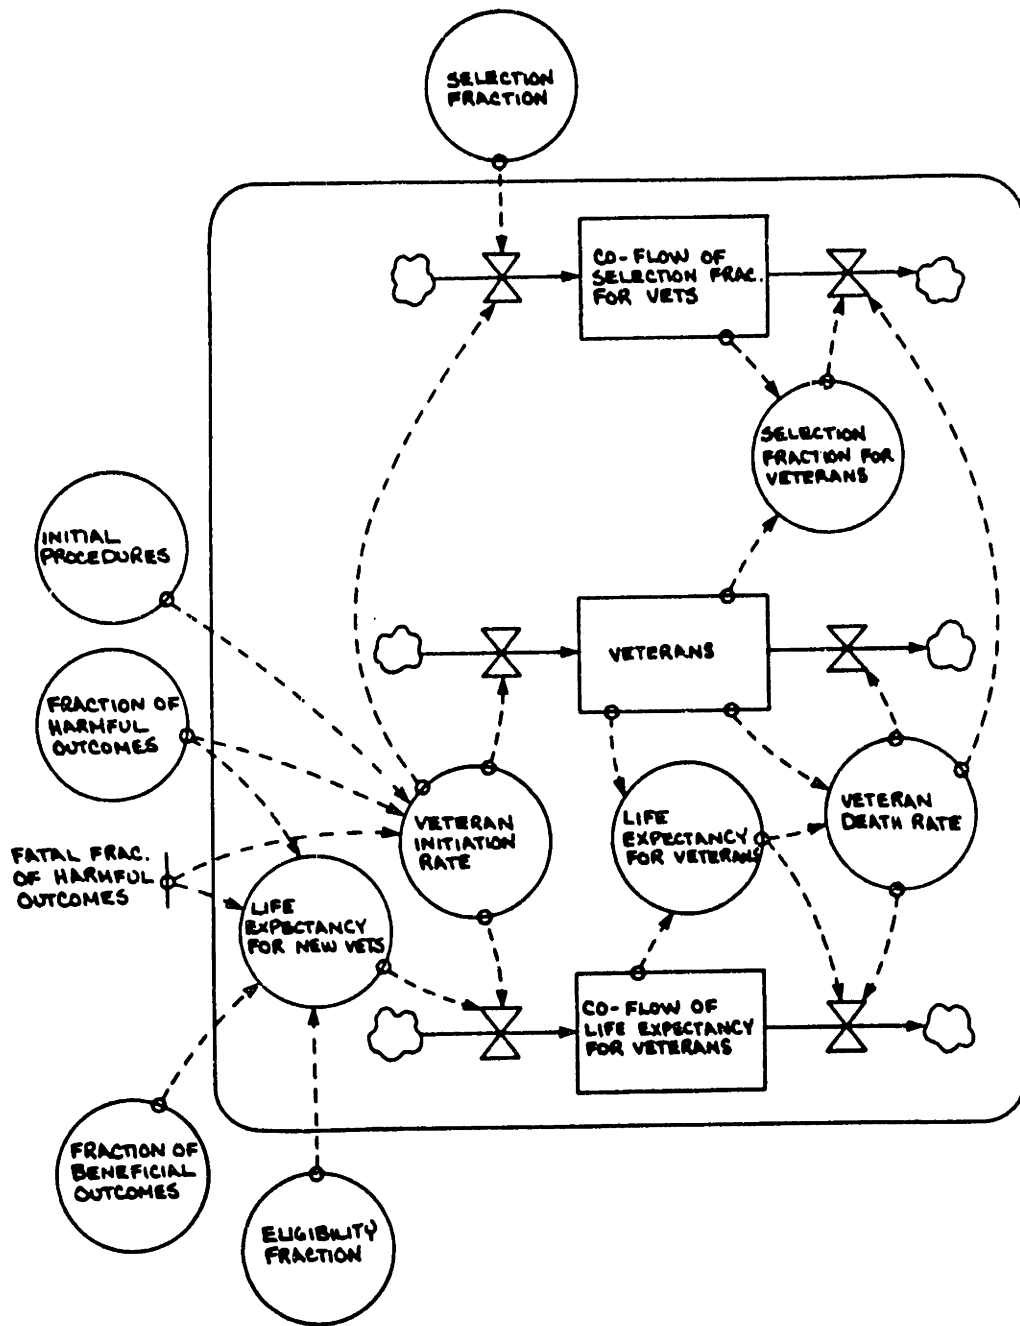 SELECTION
FRACTION
CO-FLOW OF
SELECTION FRAC.
FOR VETS
SELECTION
FRACTION FOR
VETERANS
INITIAL
PROCEDURES
VETERANS
FRACTION OF
HARMFUL
OUTCOMES
VETERAN
INITIATION
RATE
LIFE
EXPECTANCY
FOR VETERANS
VETERAN
DEATH RATE
FATAL FRAC.
OF HARMFUL
OUTCOMES
LIFE
EXPECTANCY
FOR NEW VETS
CO-FLOW OF
LIFE EXPECTANCY
FOR VETERANS
FRACTION OF
BENEFICIAL
OUTCOMES
ELIGIBILITY
FRACTION